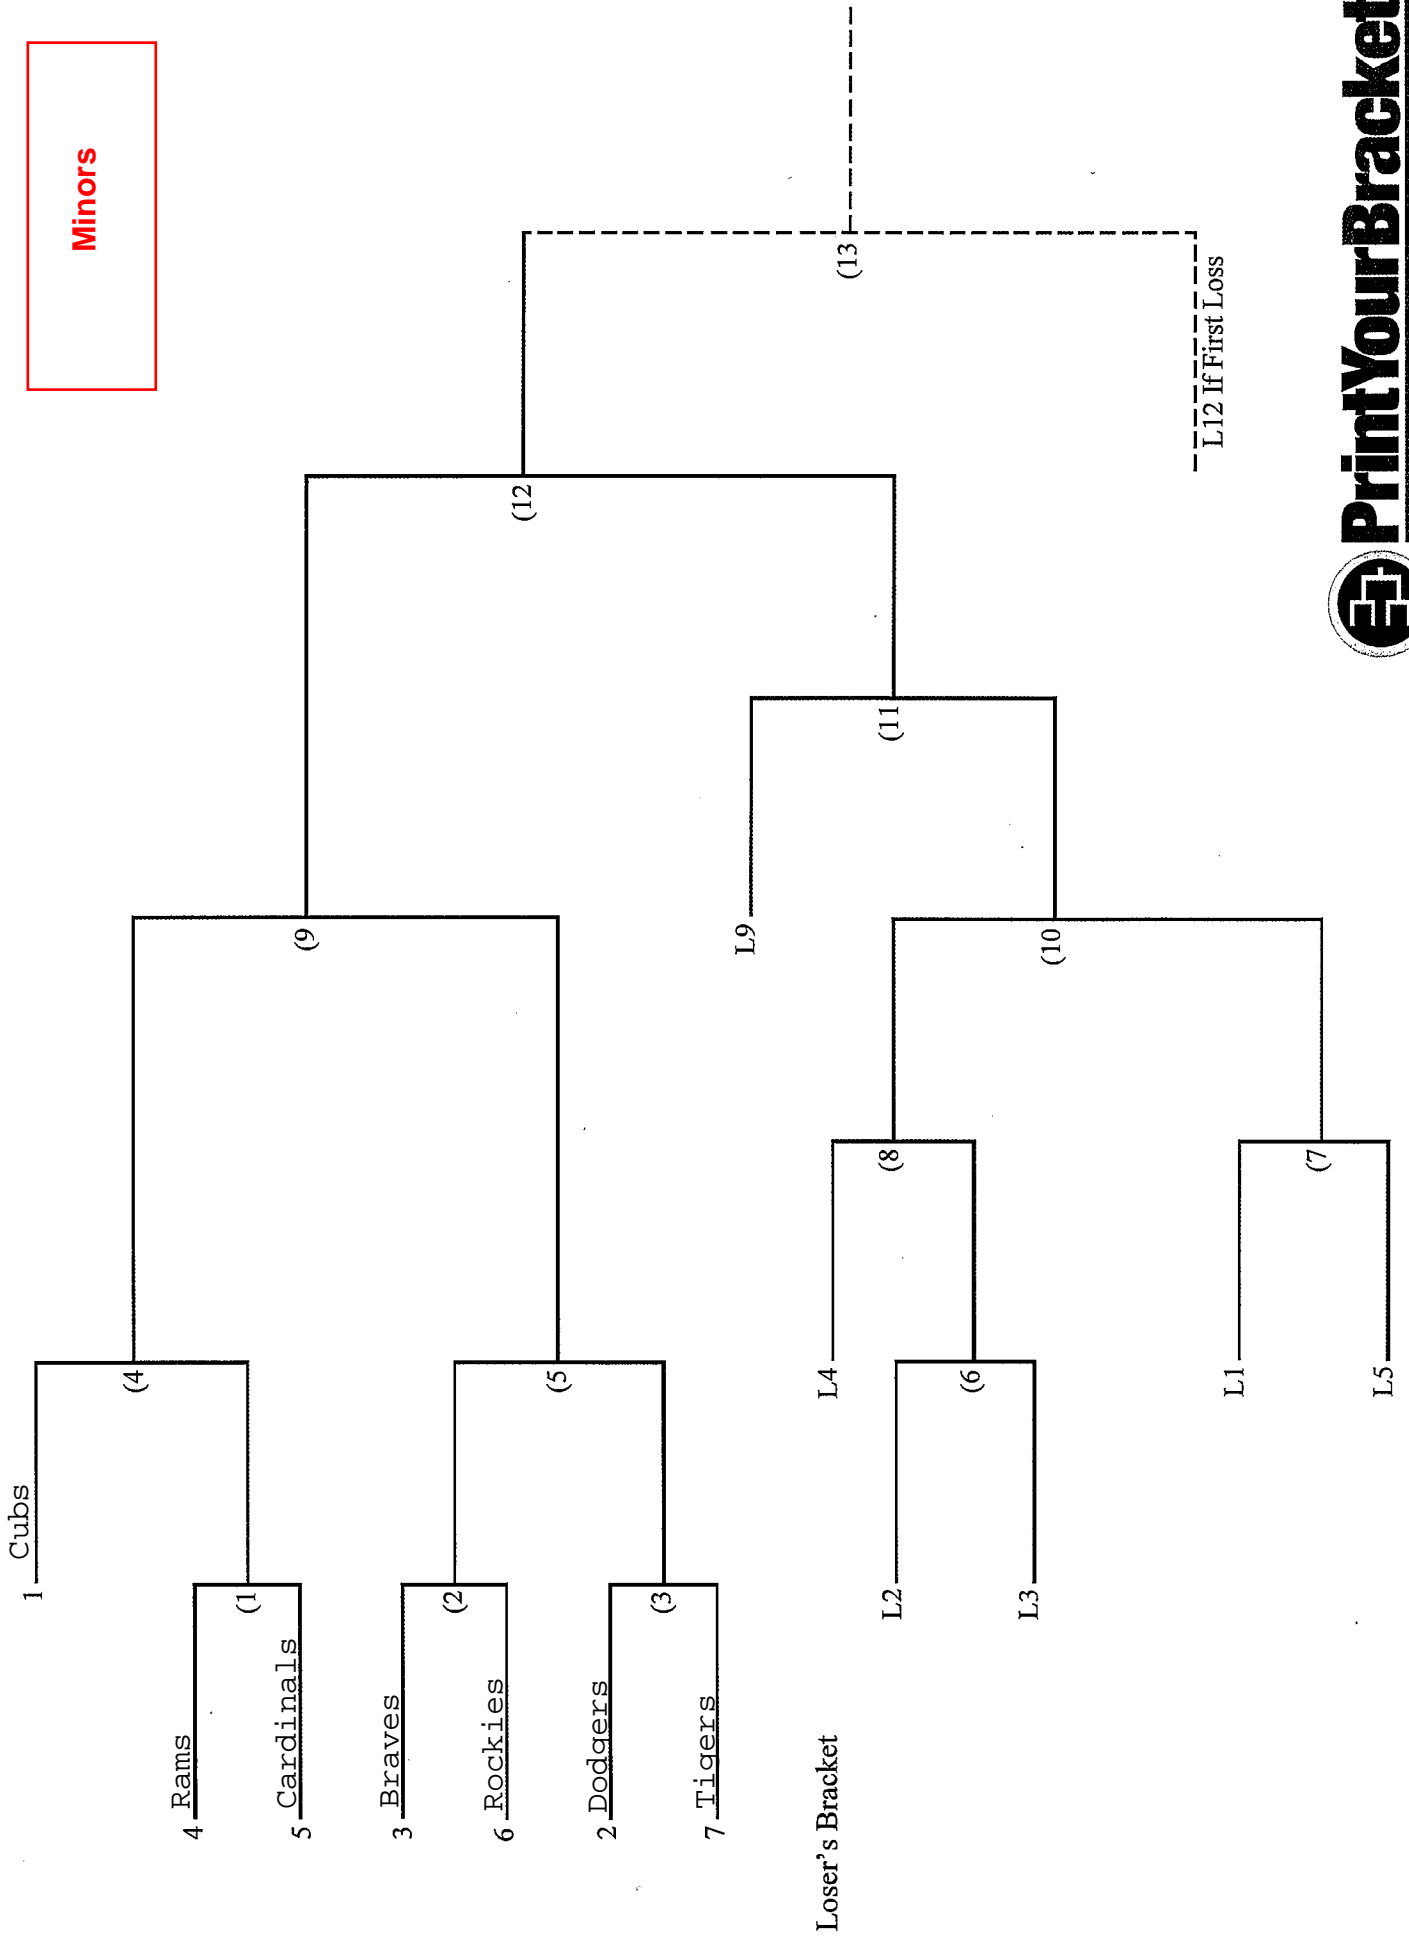 Minors
1 Cubs
(4
4 Rams
(1
5 Cardinals
(9
3 Braves
(2
6 Rockies
(5
2 Dodgers
(3
7 Tigers
(12
(13
L12 If First Loss
Loser's Bracket
L4
(8
L2
(6
L3
L9
(11
(10
L1
(7
L5
PrintYourBracket